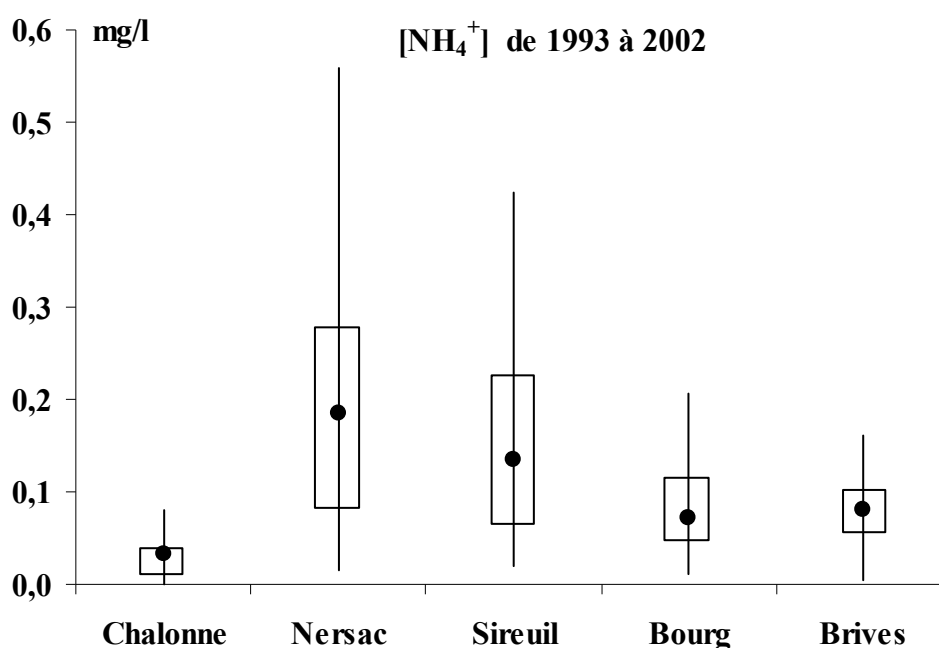 mg/l
[NH₄⁺] de 1993 à 2002
0,6
0,5
0,4
0,3
0,2
0,1
0,0
Chalonne Nersac Sireuil Bourg Brives